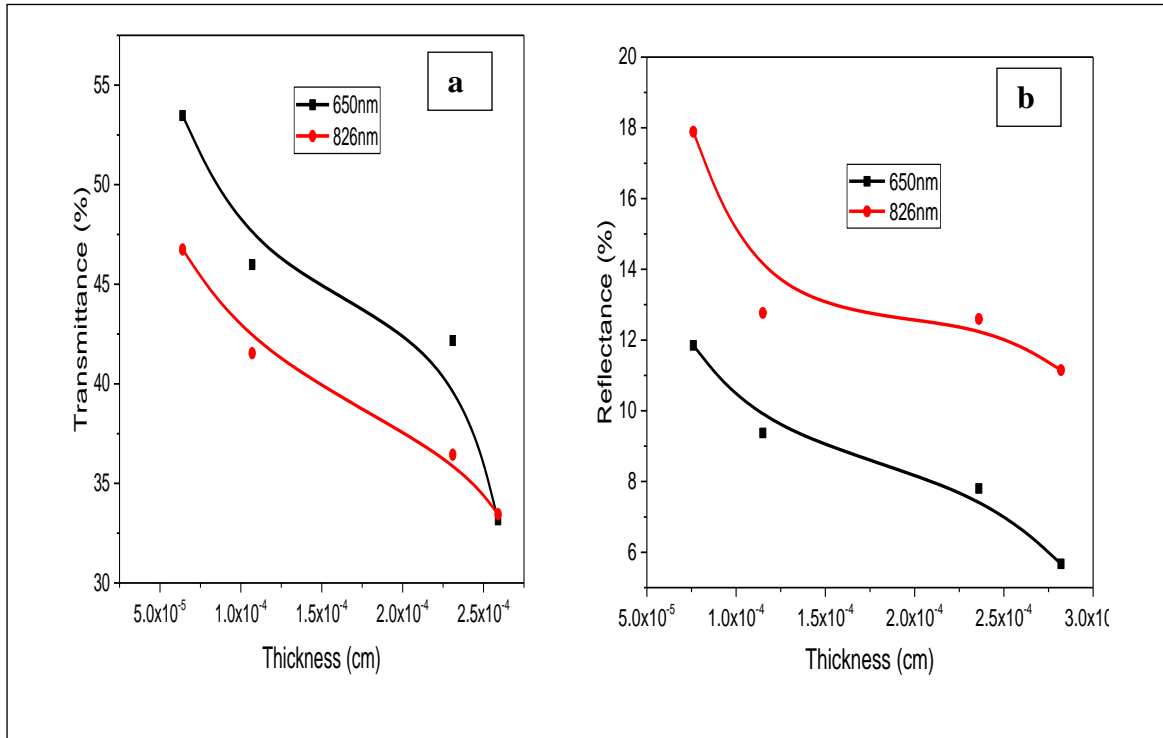 a
650nm
826nm
Transmittance (%)
55
50
45
40
35
30
5.0x10⁻⁵ 1.0x10⁻⁴ 1.5x10⁻⁴ 2.0x10⁻⁴ 2.5x10⁻⁴
Thickness (cm)
b
650nm
826nm
Reflectance (%)
20
18
16
14
12
10
8
6
5.0x10⁻⁵ 1.0x10⁻⁴ 1.5x10⁻⁴ 2.0x10⁻⁴ 2.5x10⁻⁴ 3.0x1
Thickness (cm)